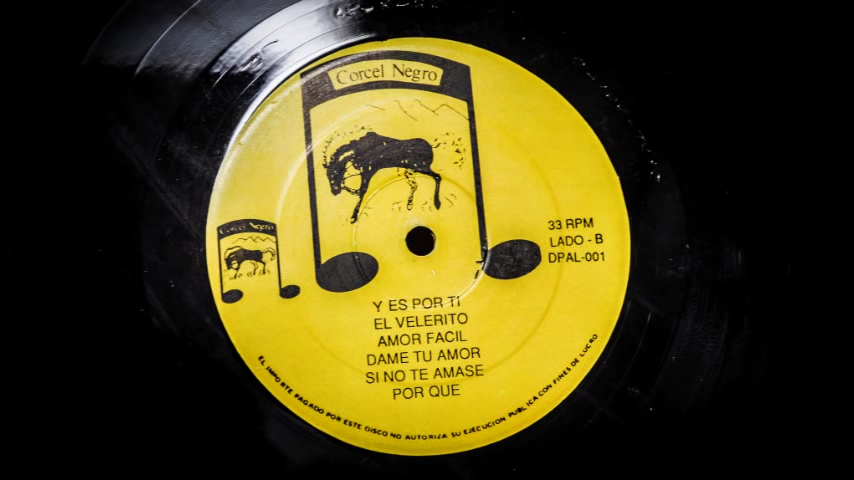 Corcel Negro
Corcel Negro
33 RPM
LADO - B
DPAL-001
Y ES POR TI
EL VELERITO
AMOR FACIL
DAME TU AMOR
SI NO TE AMASE
POR QUE
EL IMPORTE PAGADO POR ESTE DISCO NO AUTORIZA SU EJECUCION PUBLICA CON FINES DE LUCRO